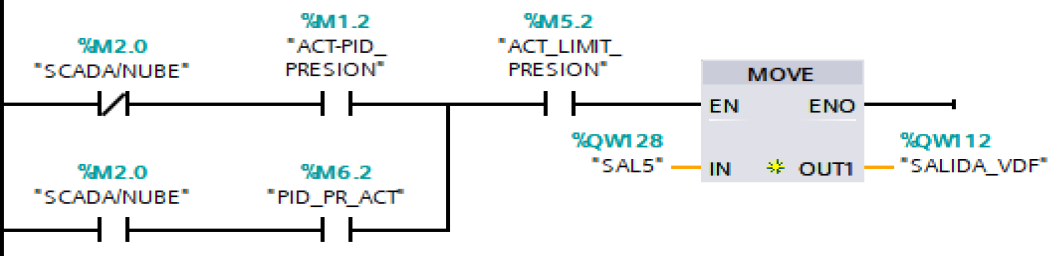 %M2.0
"SCADA/NUBE"
%M1.2
"ACT-PID_
PRESION"
%M5.2
"ACT_LIMIT_
PRESION"
MOVE
EN
ENO
%QW128
"SAL5"
IN
OUT1
%QW112
"SALIDA_VDF"
%M2.0
"SCADA/NUBE"
%M6.2
"PID_PR_ACT"